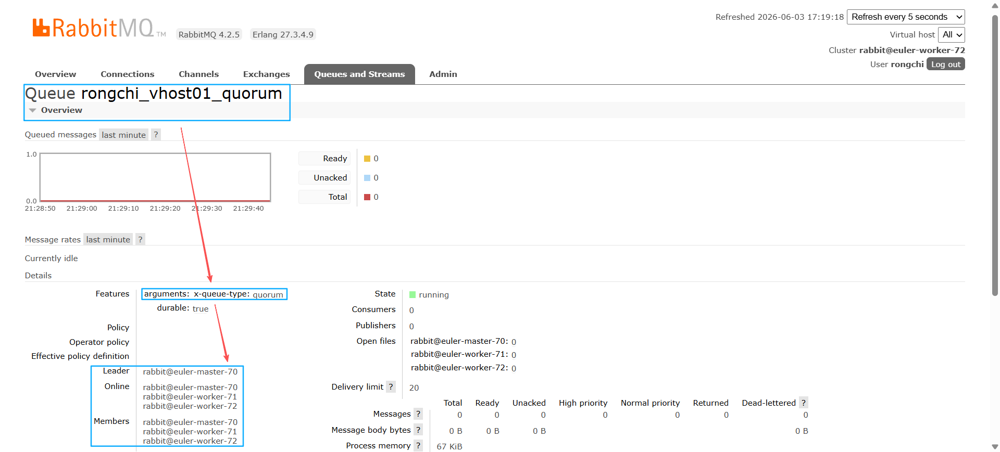 RabbitMQ TM
RabbitMQ 4.2.5
Erlang 27.3.4.9
Refreshed 2026-06-03 17:19:18
Refresh every 5 seconds
Virtual host All
Cluster rabbit@euler-worker-72
User rongchi Log out
Overview
Connections
Channels
Exchanges
Queues and Streams
Admin
Queue rongchi_vhost01_quorum
Overview
Queued messages last minute ?
1.0
0.0
21:28:50 21:29:00 21:29:10 21:29:20 21:29:30 21:29:40
Ready 0
Unacked 0
Total 0
Message rates last minute ?
Currently idle
Details
Features arguments: x-queue-type: quorum
durable: true
Policy
Operator policy
Effective policy definition
Leader rabbit@euler-master-70
Online rabbit@euler-master-70
rabbit@euler-worker-71
rabbit@euler-worker-72
Members rabbit@euler-master-70
rabbit@euler-worker-71
rabbit@euler-worker-72
State running
Consumers 0
Publishers 0
Open files rabbit@euler-master-70: 0
rabbit@euler-worker-71: 0
rabbit@euler-worker-72: 0
Delivery limit ? 20
Total Ready Unacked High priority Normal priority Returned Dead-lettered ?
Messages ? 0 0 0 0 0 0 0
Message body bytes ? 0 B 0 B 0 B 0 B
Process memory ? 67 KiB